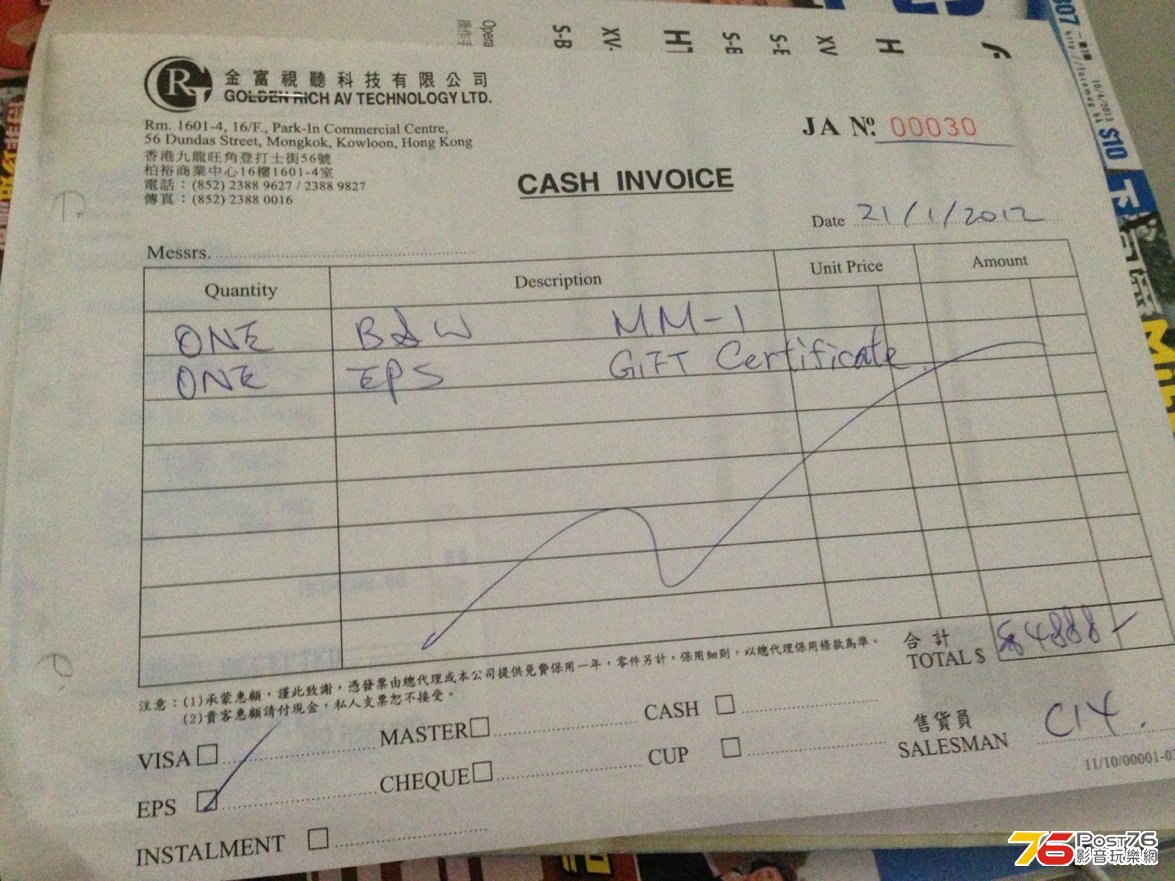 金富視聽科技有限公司
GOLDEN RICH AV TECHNOLOGY LTD.
Rm. 1601-4, 16/F., Park-In Commercial Centre,
56 Dundas Street, Mongkok, Kowloon, Hong Kong
香港九龍旺角登打士街56號
柏裕商業中心16樓1601-4室
電話：(852) 2388 9627 / 2388 9827
傳真：(852) 2388 0016
JA Nº. 00030
CASH INVOICE
Date 21/1/2012
Messrs.
Quantity Description Unit Price Amount
ONE B&W MM-1
ONE EPS GIFT Certificate
合計
TOTAL $ $4888-
注意：(1)承蒙惠顧，謹此致謝，憑發票由總代理或本公司提供免費保用一年，零件另計，保用細則，以總代理保用條款為準。
(2)貴客惠顧請付現金，私人支票恕不接受。
VISA MASTER CASH
EPS CHEQUE CUP
INSTALMENT
售貨員
SALESMAN
11/10/00001-0
Post76
影音玩樂網